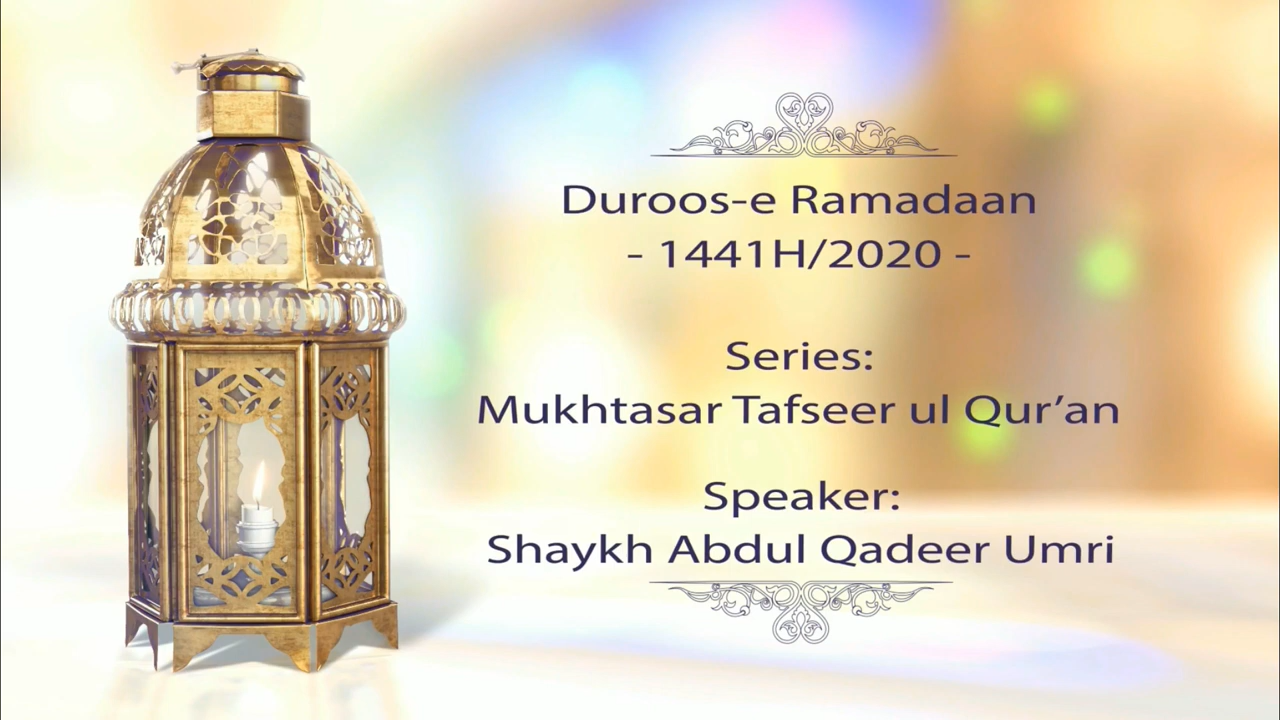 Duroos-e Ramadaan
- 1441H/2020 -
Series:
Mukhtasar Tafseer ul Qur’an
Speaker:
Shaykh Abdul Qadeer Umri